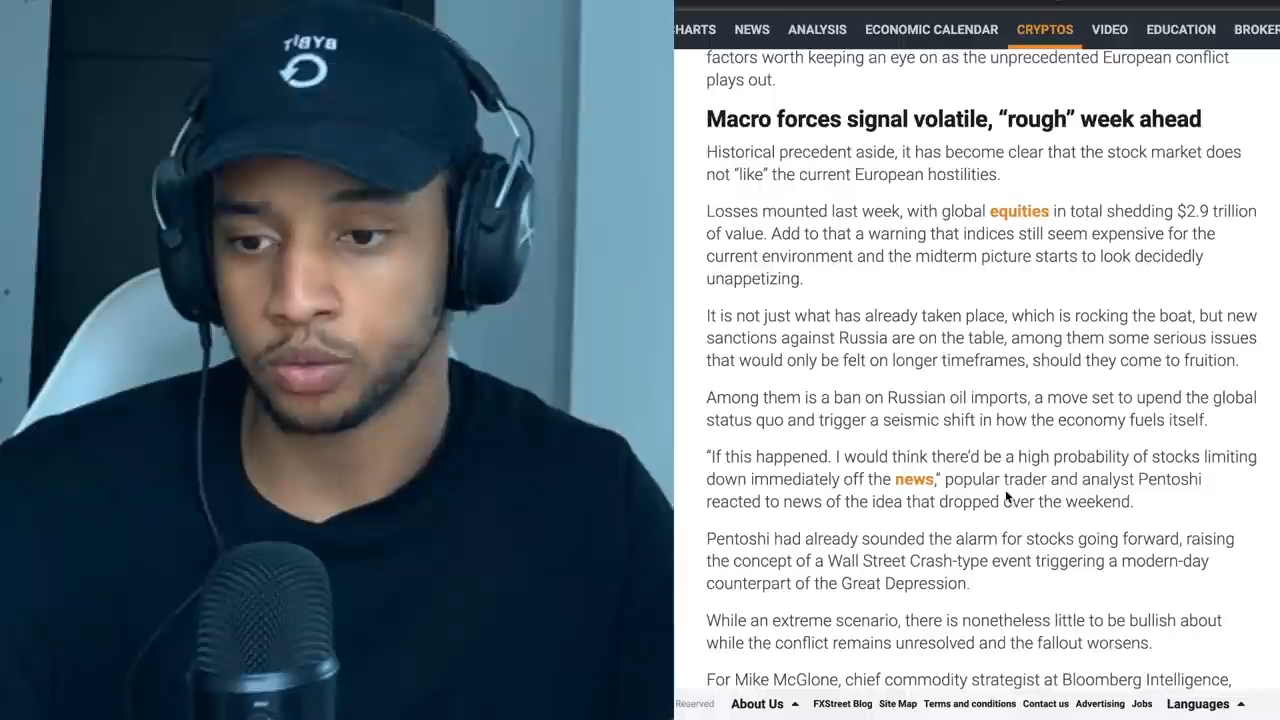 BYBIT
CHARTS NEWS ANALYSIS ECONOMIC CALENDAR CRYPTOS VIDEO EDUCATION BROKER
factors worth keeping an eye on as the unprecedented European conflict
plays out.
Macro forces signal volatile, “rough” week ahead
Historical precedent aside, it has become clear that the stock market does
not “like” the current European hostilities.
Losses mounted last week, with global equities in total shedding $2.9 trillion
of value. Add to that a warning that indices still seem expensive for the
current environment and the midterm picture starts to look decidedly
unappetizing.
It is not just what has already taken place, which is rocking the boat, but new
sanctions against Russia are on the table, among them some serious issues
that would only be felt on longer timeframes, should they come to fruition.
Among them is a ban on Russian oil imports, a move set to upend the global
status quo and trigger a seismic shift in how the economy fuels itself.
“If this happened. I would think there’d be a high probability of stocks limiting
down immediately off the news,” popular trader and analyst Pentoshi
reacted to news of the idea that dropped over the weekend.
Pentoshi had already sounded the alarm for stocks going forward, raising
the concept of a Wall Street Crash-type event triggering a modern-day
counterpart of the Great Depression.
While an extreme scenario, there is nonetheless little to be bullish about
while the conflict remains unresolved and the fallout worsens.
For Mike McGlone, chief commodity strategist at Bloomberg Intelligence,
Reserved About Us FXStreet Blog Site Map Terms and conditions Contact us Advertising Jobs Languages